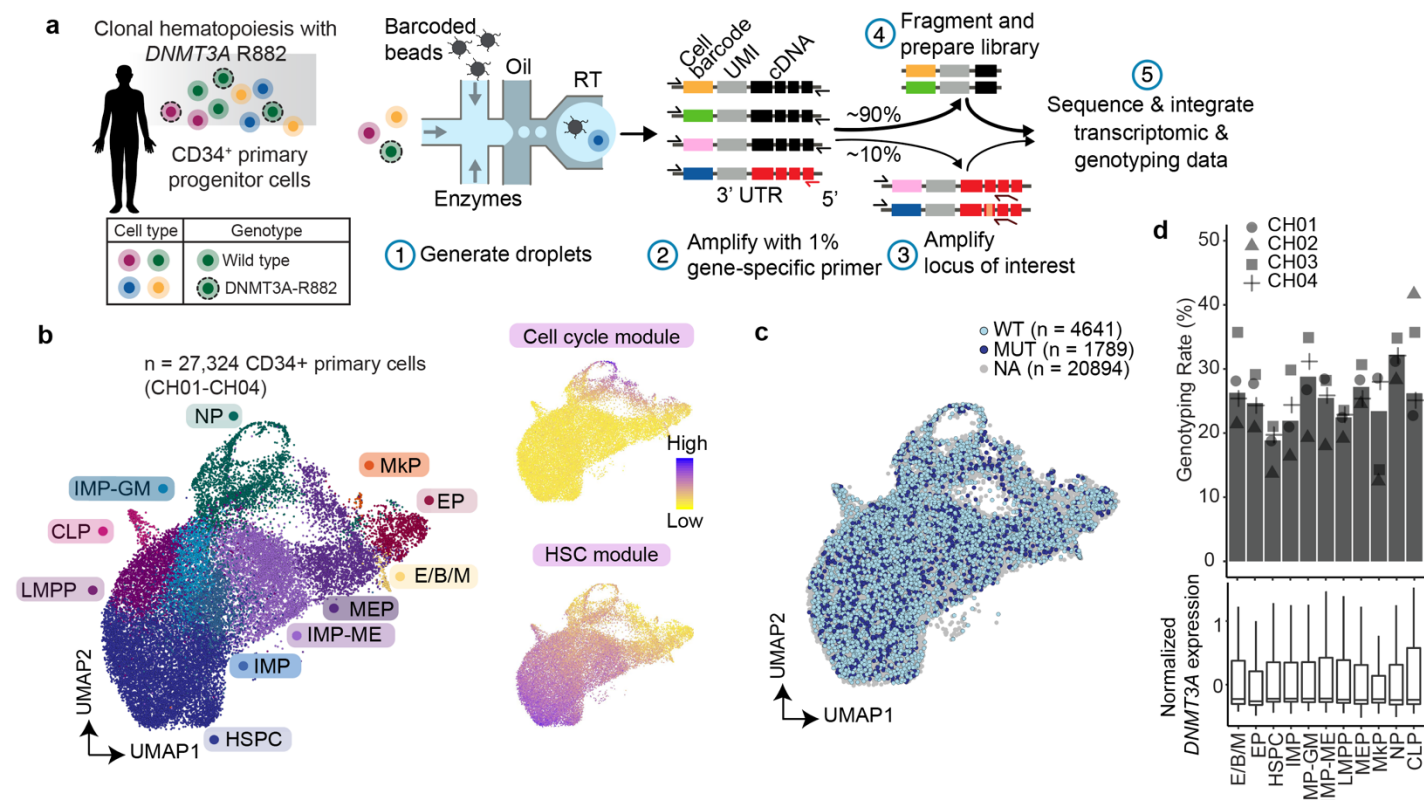 a
Clonal hematopoiesis with
DNMT3A R882
CD34+ primary
progenitor cells
Cell type
Genotype
Wild type
DNMT3A-R882
Barcoded
beads
Oil
RT
Enzymes
1 Generate droplets
Cell
barcode
UMI
cDNA
3’ UTR
5’
2 Amplify with 1%
gene-specific primer
~90%
~10%
3 Amplify
locus of interest
4 Fragment and
prepare library
5
Sequence & integrate
transcriptomic &
genotyping data
b
n = 27,324 CD34+ primary cells
(CH01-CH04)
NP
IMP-GM
CLP
LMPP
MkP
EP
E/B/M
MEP
IMP-ME
IMP
HSPC
UMAP2
UMAP1
Cell cycle module
High
Low
HSC module
c
WT (n = 4641)
MUT (n = 1789)
NA (n = 20894)
UMAP2
UMAP1
d
CH01
CH02
CH03
CH04
Genotyping Rate (%)
50
40
30
20
10
0
Normalized
DNMT3A expression
1
0
E/B/M
EP
HSPC
IMP
MP-GM
MP-ME
LMPP
MEP
MkP
NP
CLP